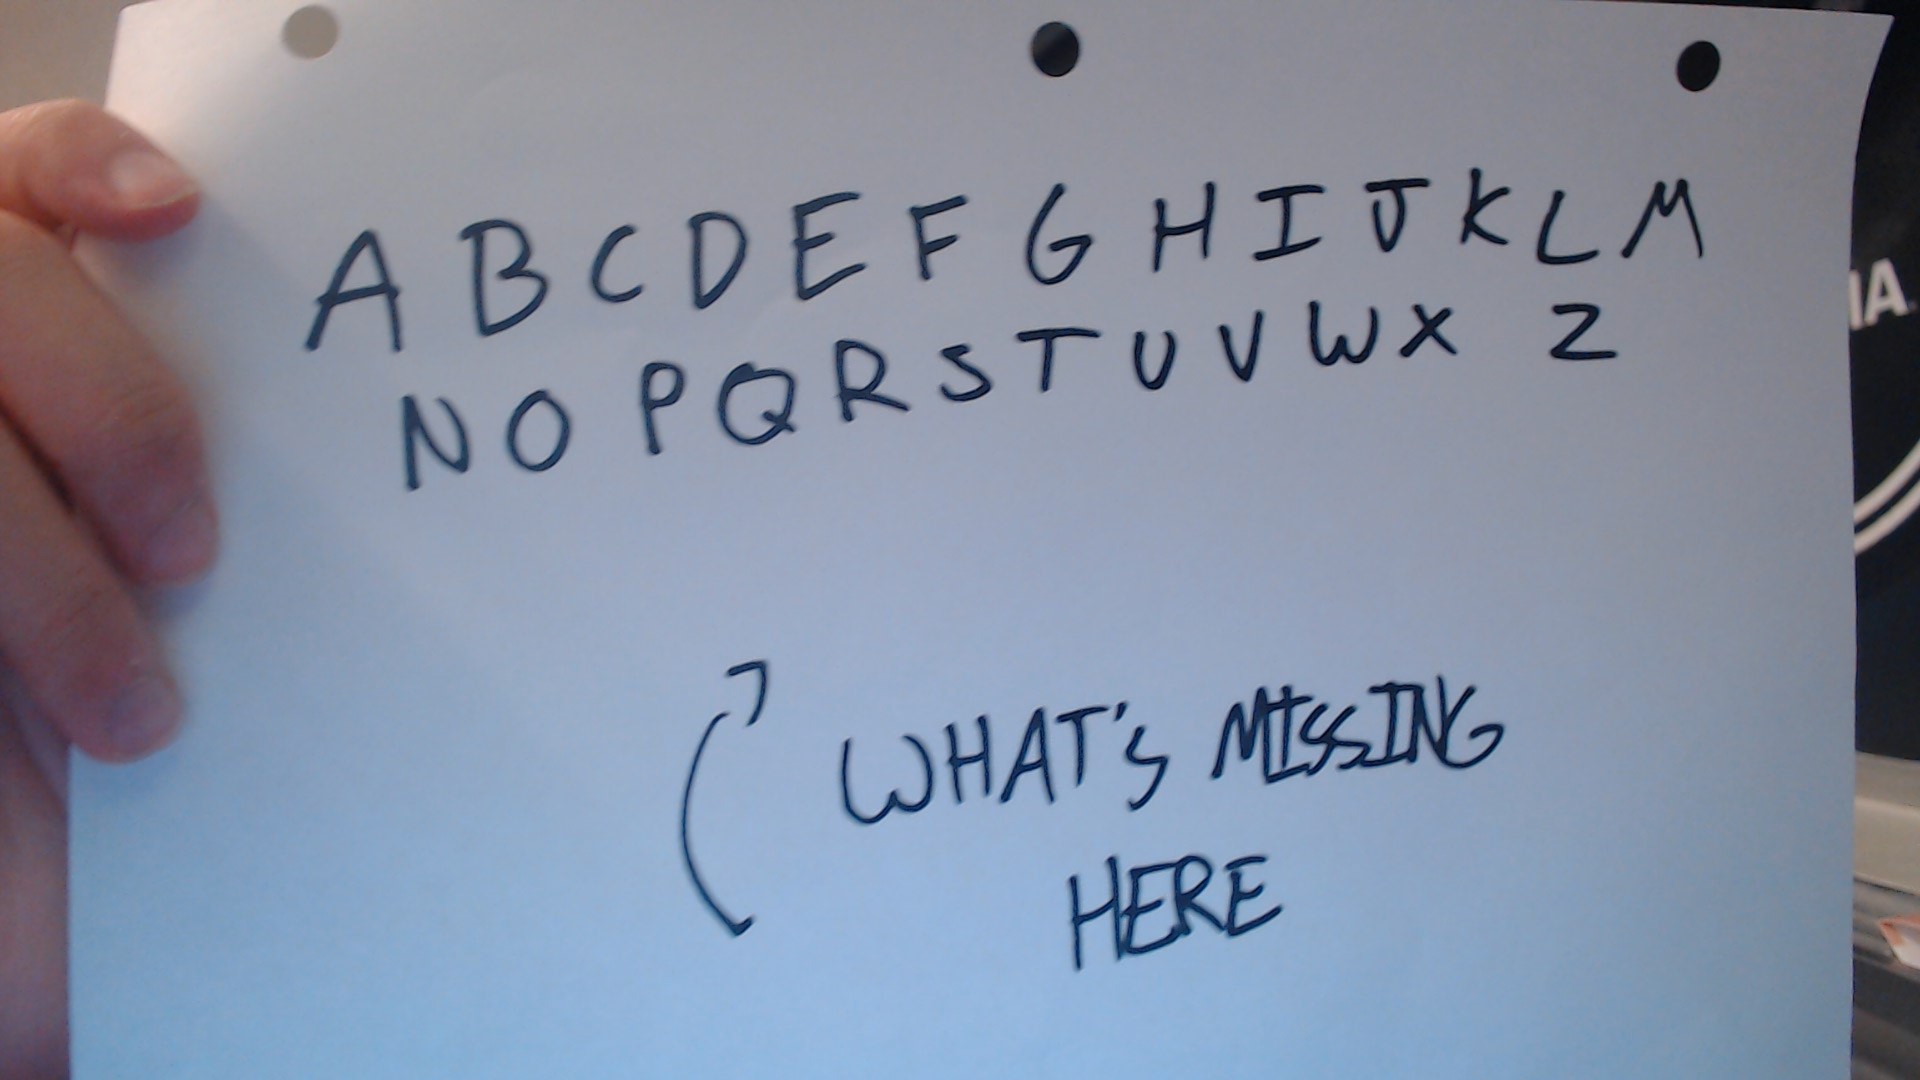 A B C D E F G H I J K L M
N O P Q R S T U V W X Z
WHAT'S MISSING
HERE
IA